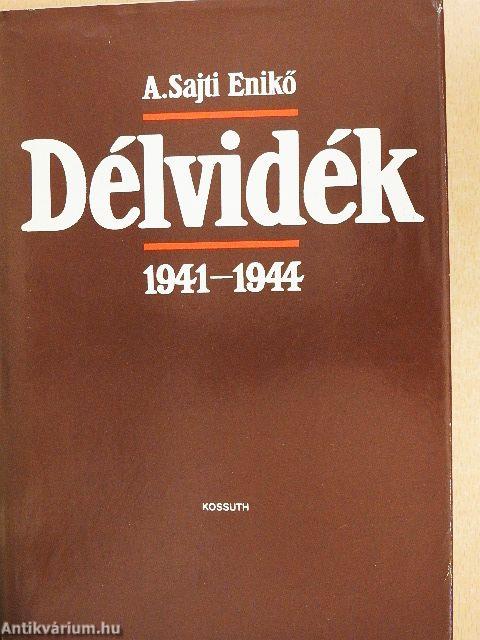 A.Sajti Enikő
Délvidék
1941–1944
KOSSUTH
Antikvárium.hu